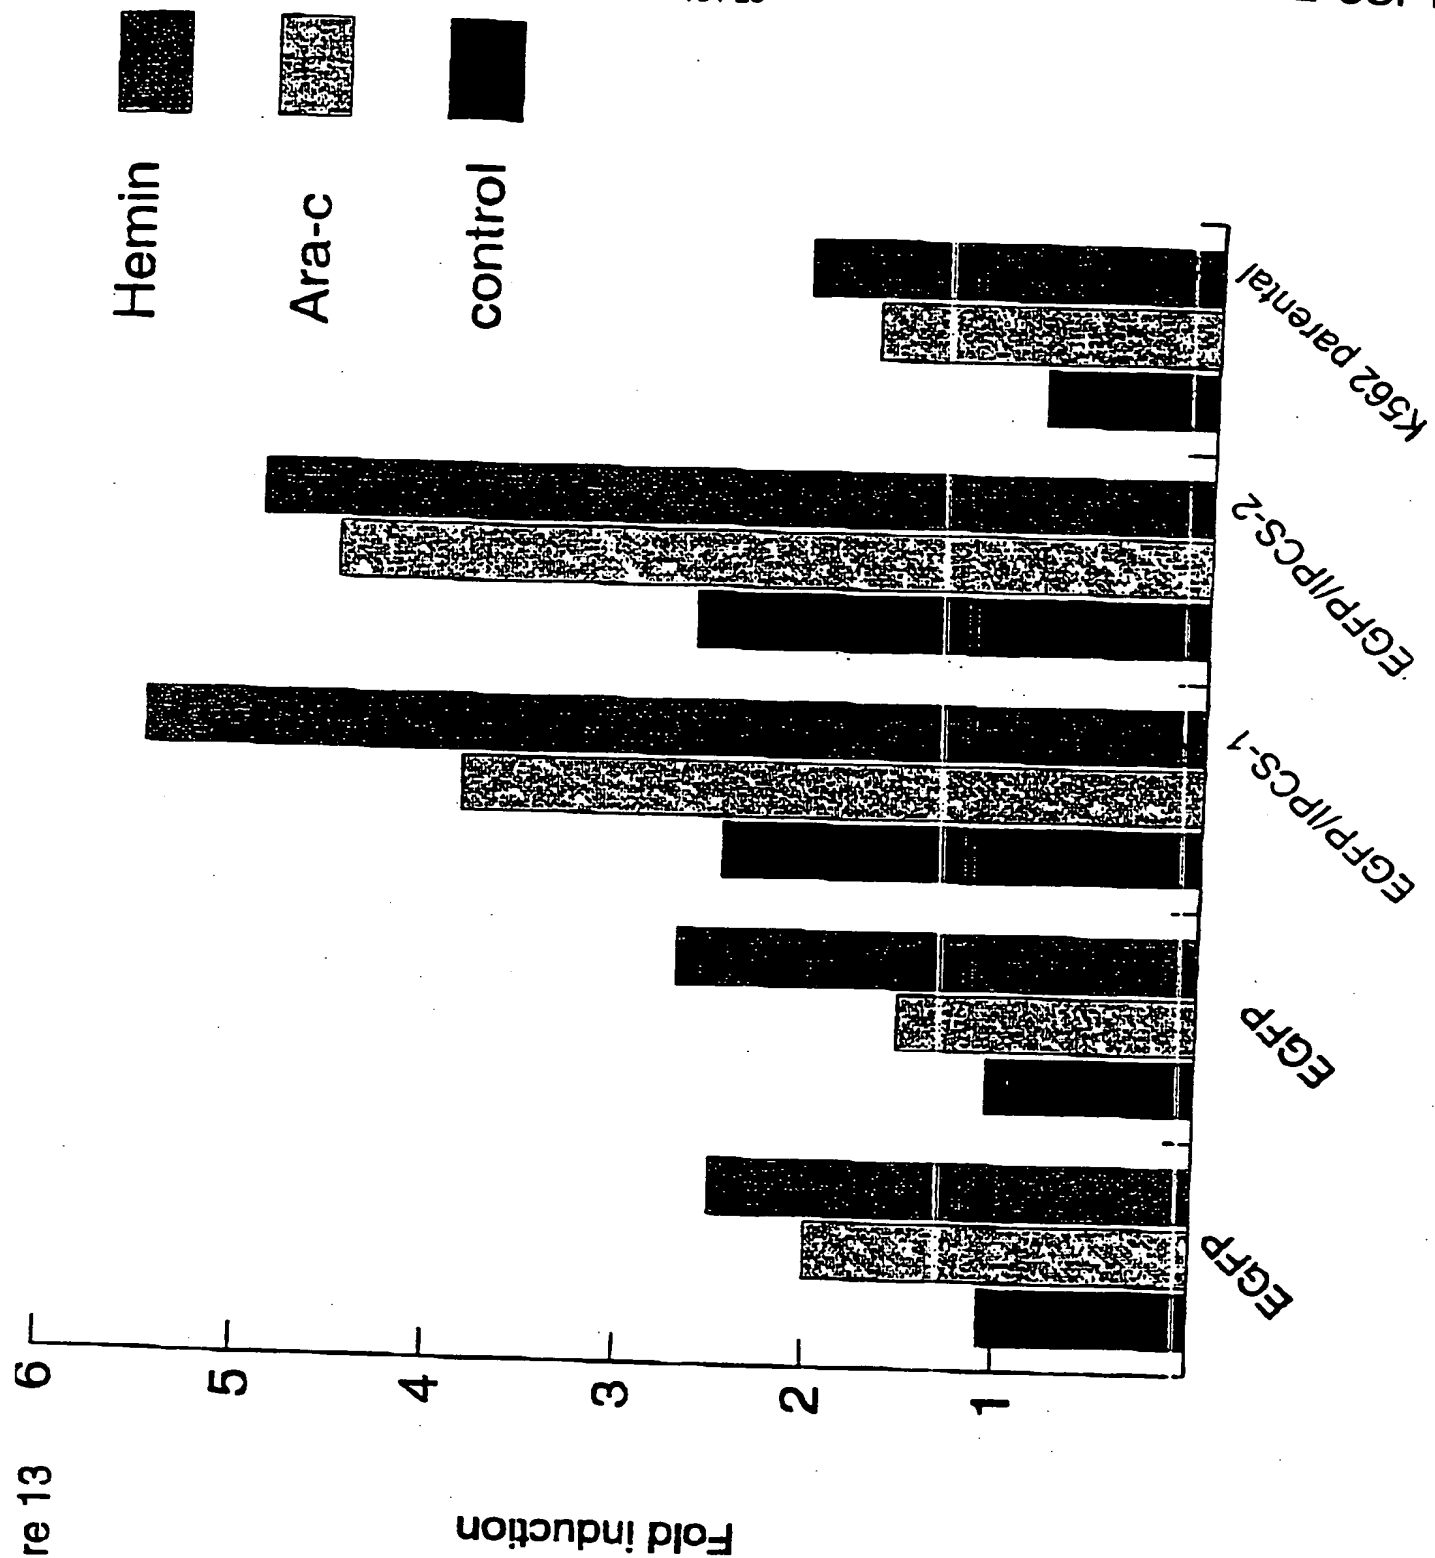 re 13
Fold induction
6
5
4
3
2
1
EGFP
EGFP
EGFP/IPCS-1
EGFP/IPCS-2
K562 parental
Hemin
Ara-c
control